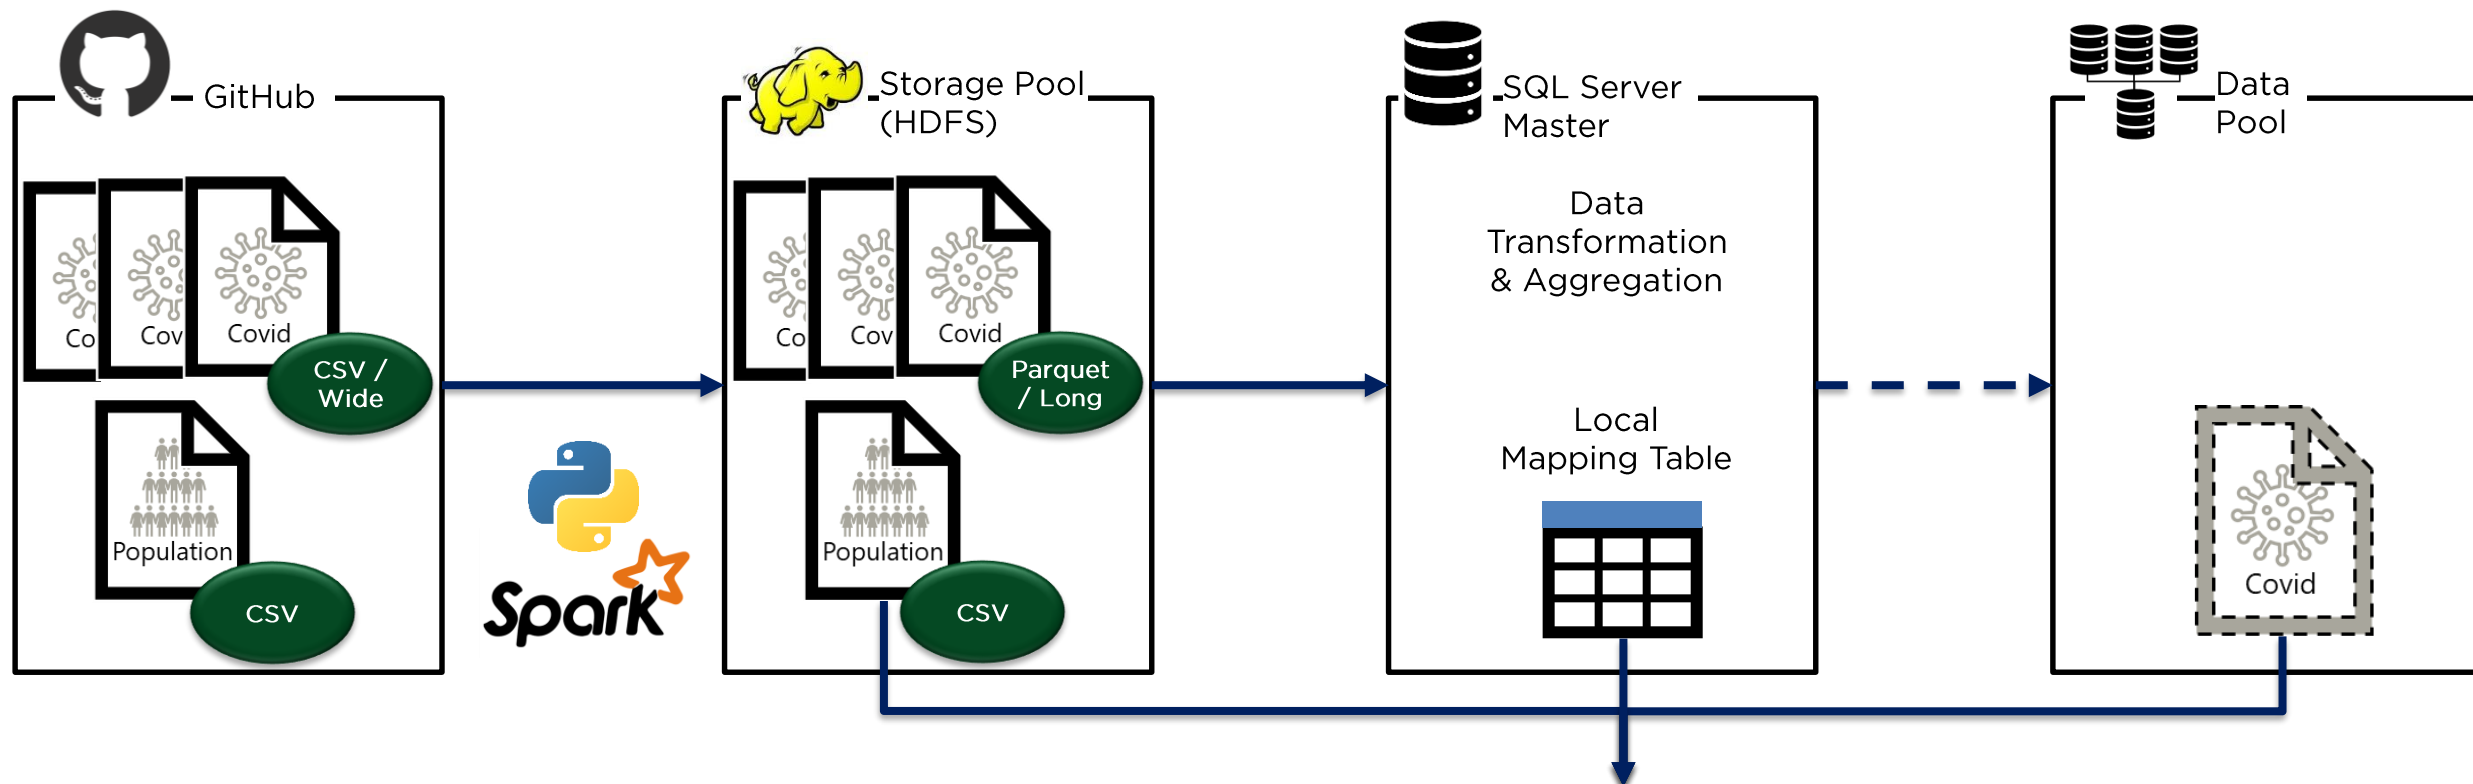 GitHub
Co
Cov
Covid
CSV /
Wide
Population
CSV
Spark
Storage Pool
(HDFS)
Co
Cov
Covid
Parquet
/ Long
Population
CSV
SQL Server
Master
Data
Transformation
& Aggregation
Local
Mapping Table
Data
Pool
Covid